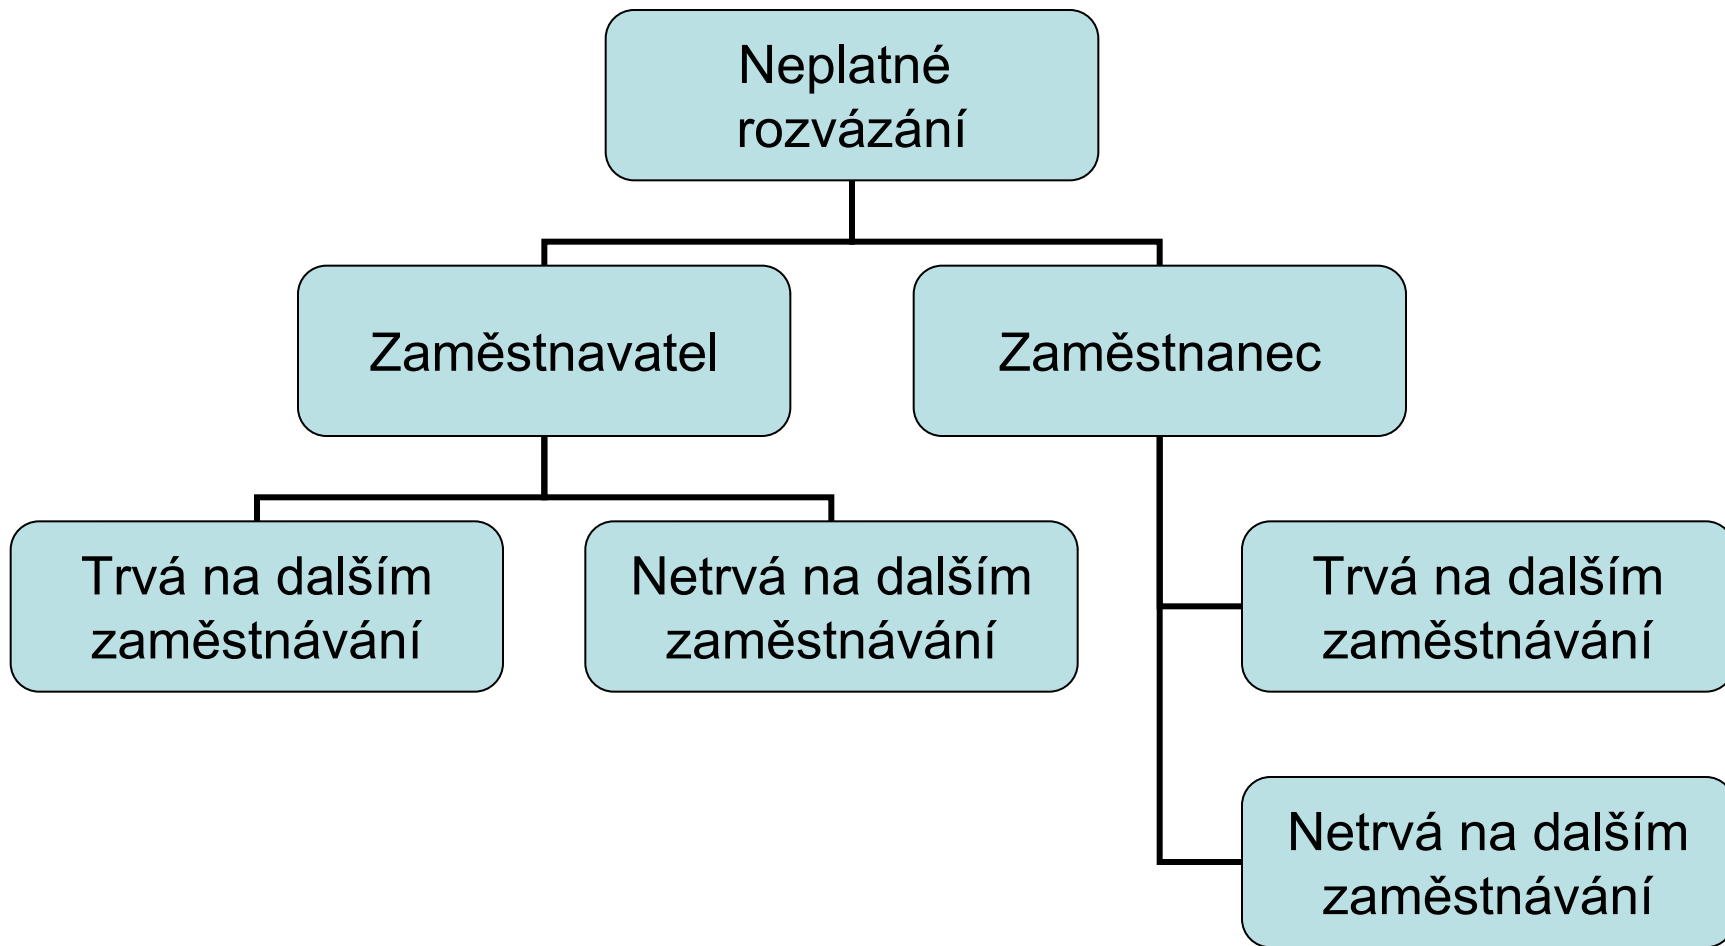 Neplatné
rozvázání
Zaměstnavatel
Zaměstnanec
Trvá na dalším
zaměstnávání
Netrvá na dalším
zaměstnávání
Trvá na dalším
zaměstnávání
Netrvá na dalším
zaměstnávání